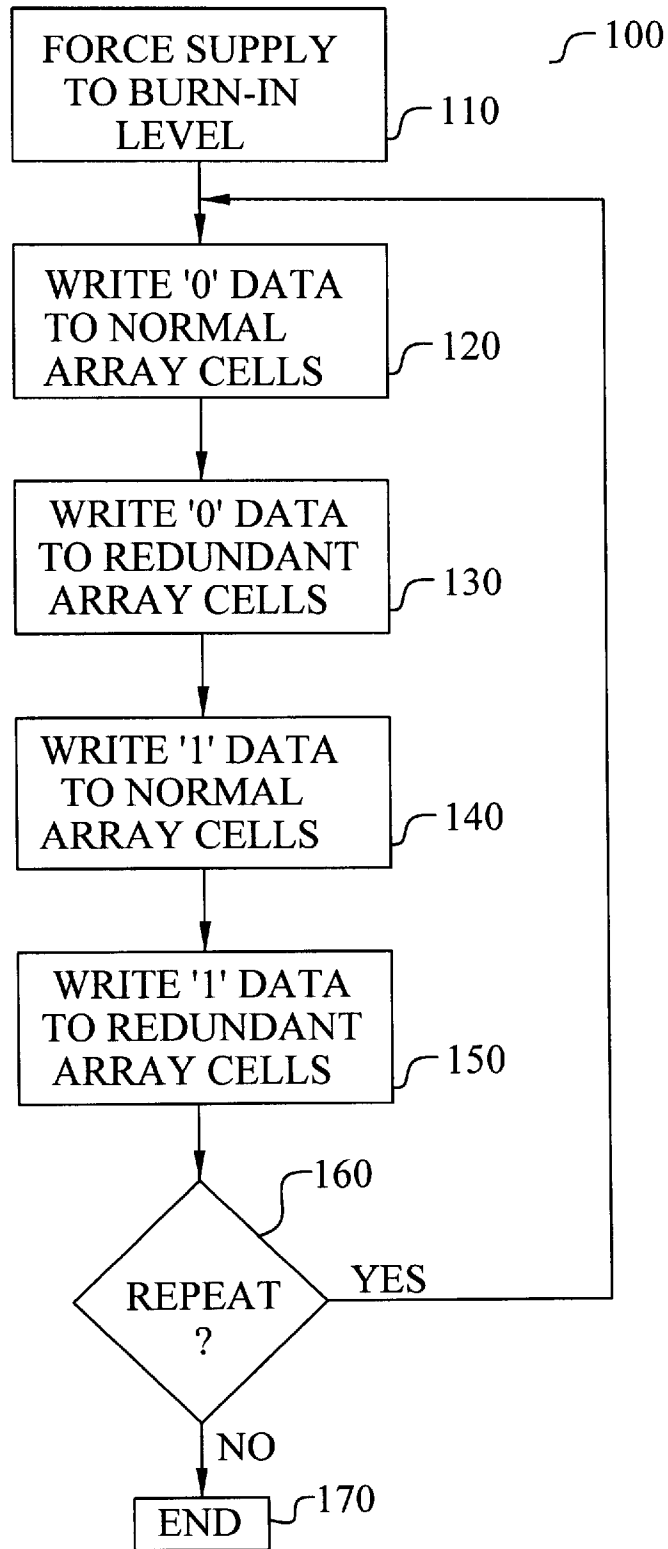 FORCE SUPPLY
TO BURN-IN
LEVEL
100
110
WRITE '0' DATA
TO NORMAL
ARRAY CELLS
120
WRITE '0' DATA
TO REDUNDANT
ARRAY CELLS
130
WRITE '1' DATA
TO NORMAL
ARRAY CELLS
140
WRITE '1' DATA
TO REDUNDANT
ARRAY CELLS
150
160
REPEAT
?
YES
NO
END
170